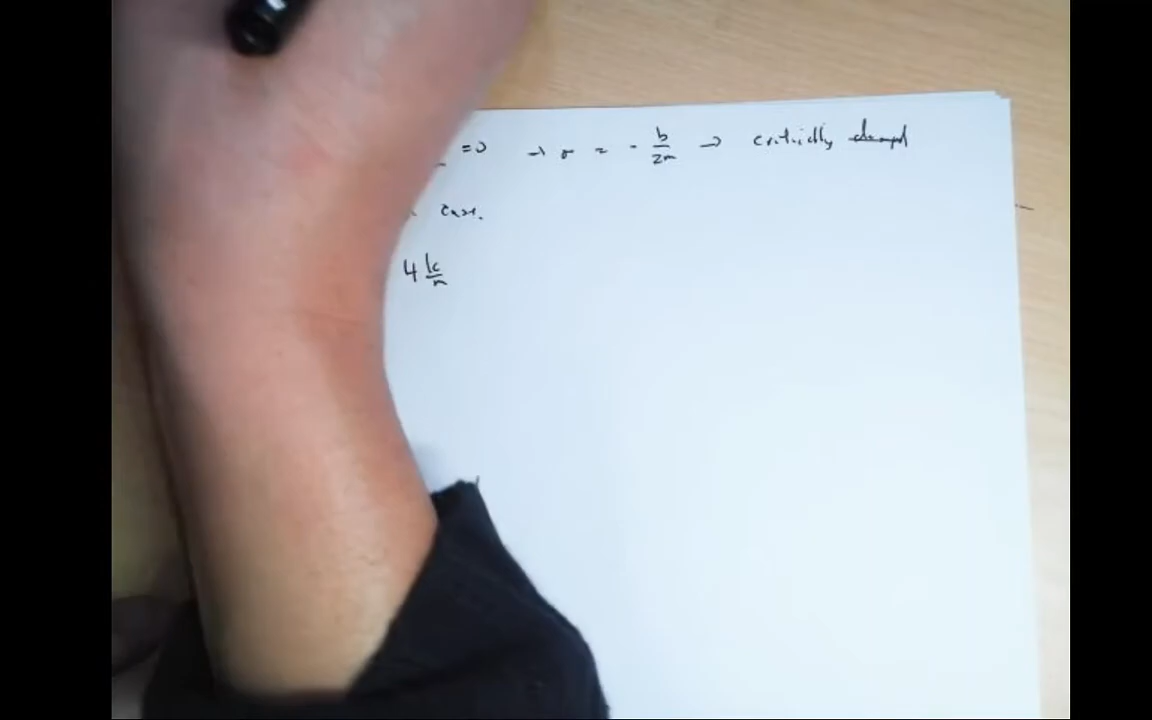 =0 → r = - b/2m → critically damped
case.
4 k/m